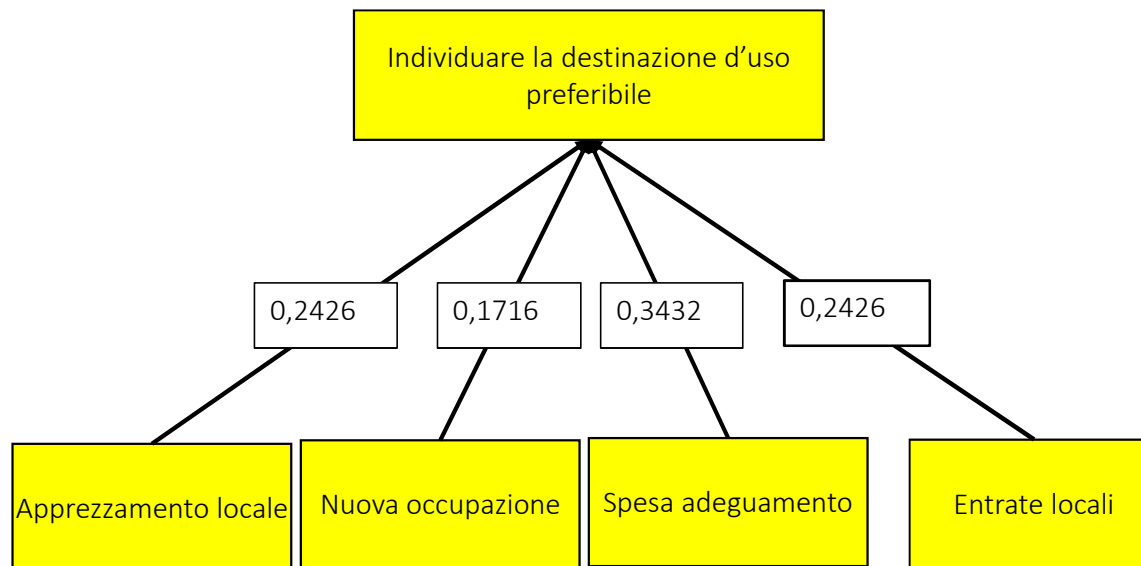 Individuare la destinazione d’uso
preferibile
0,2426
0,1716
0,3432
0,2426
Apprezzamento locale
Nuova occupazione
Spesa adeguamento
Entrate locali